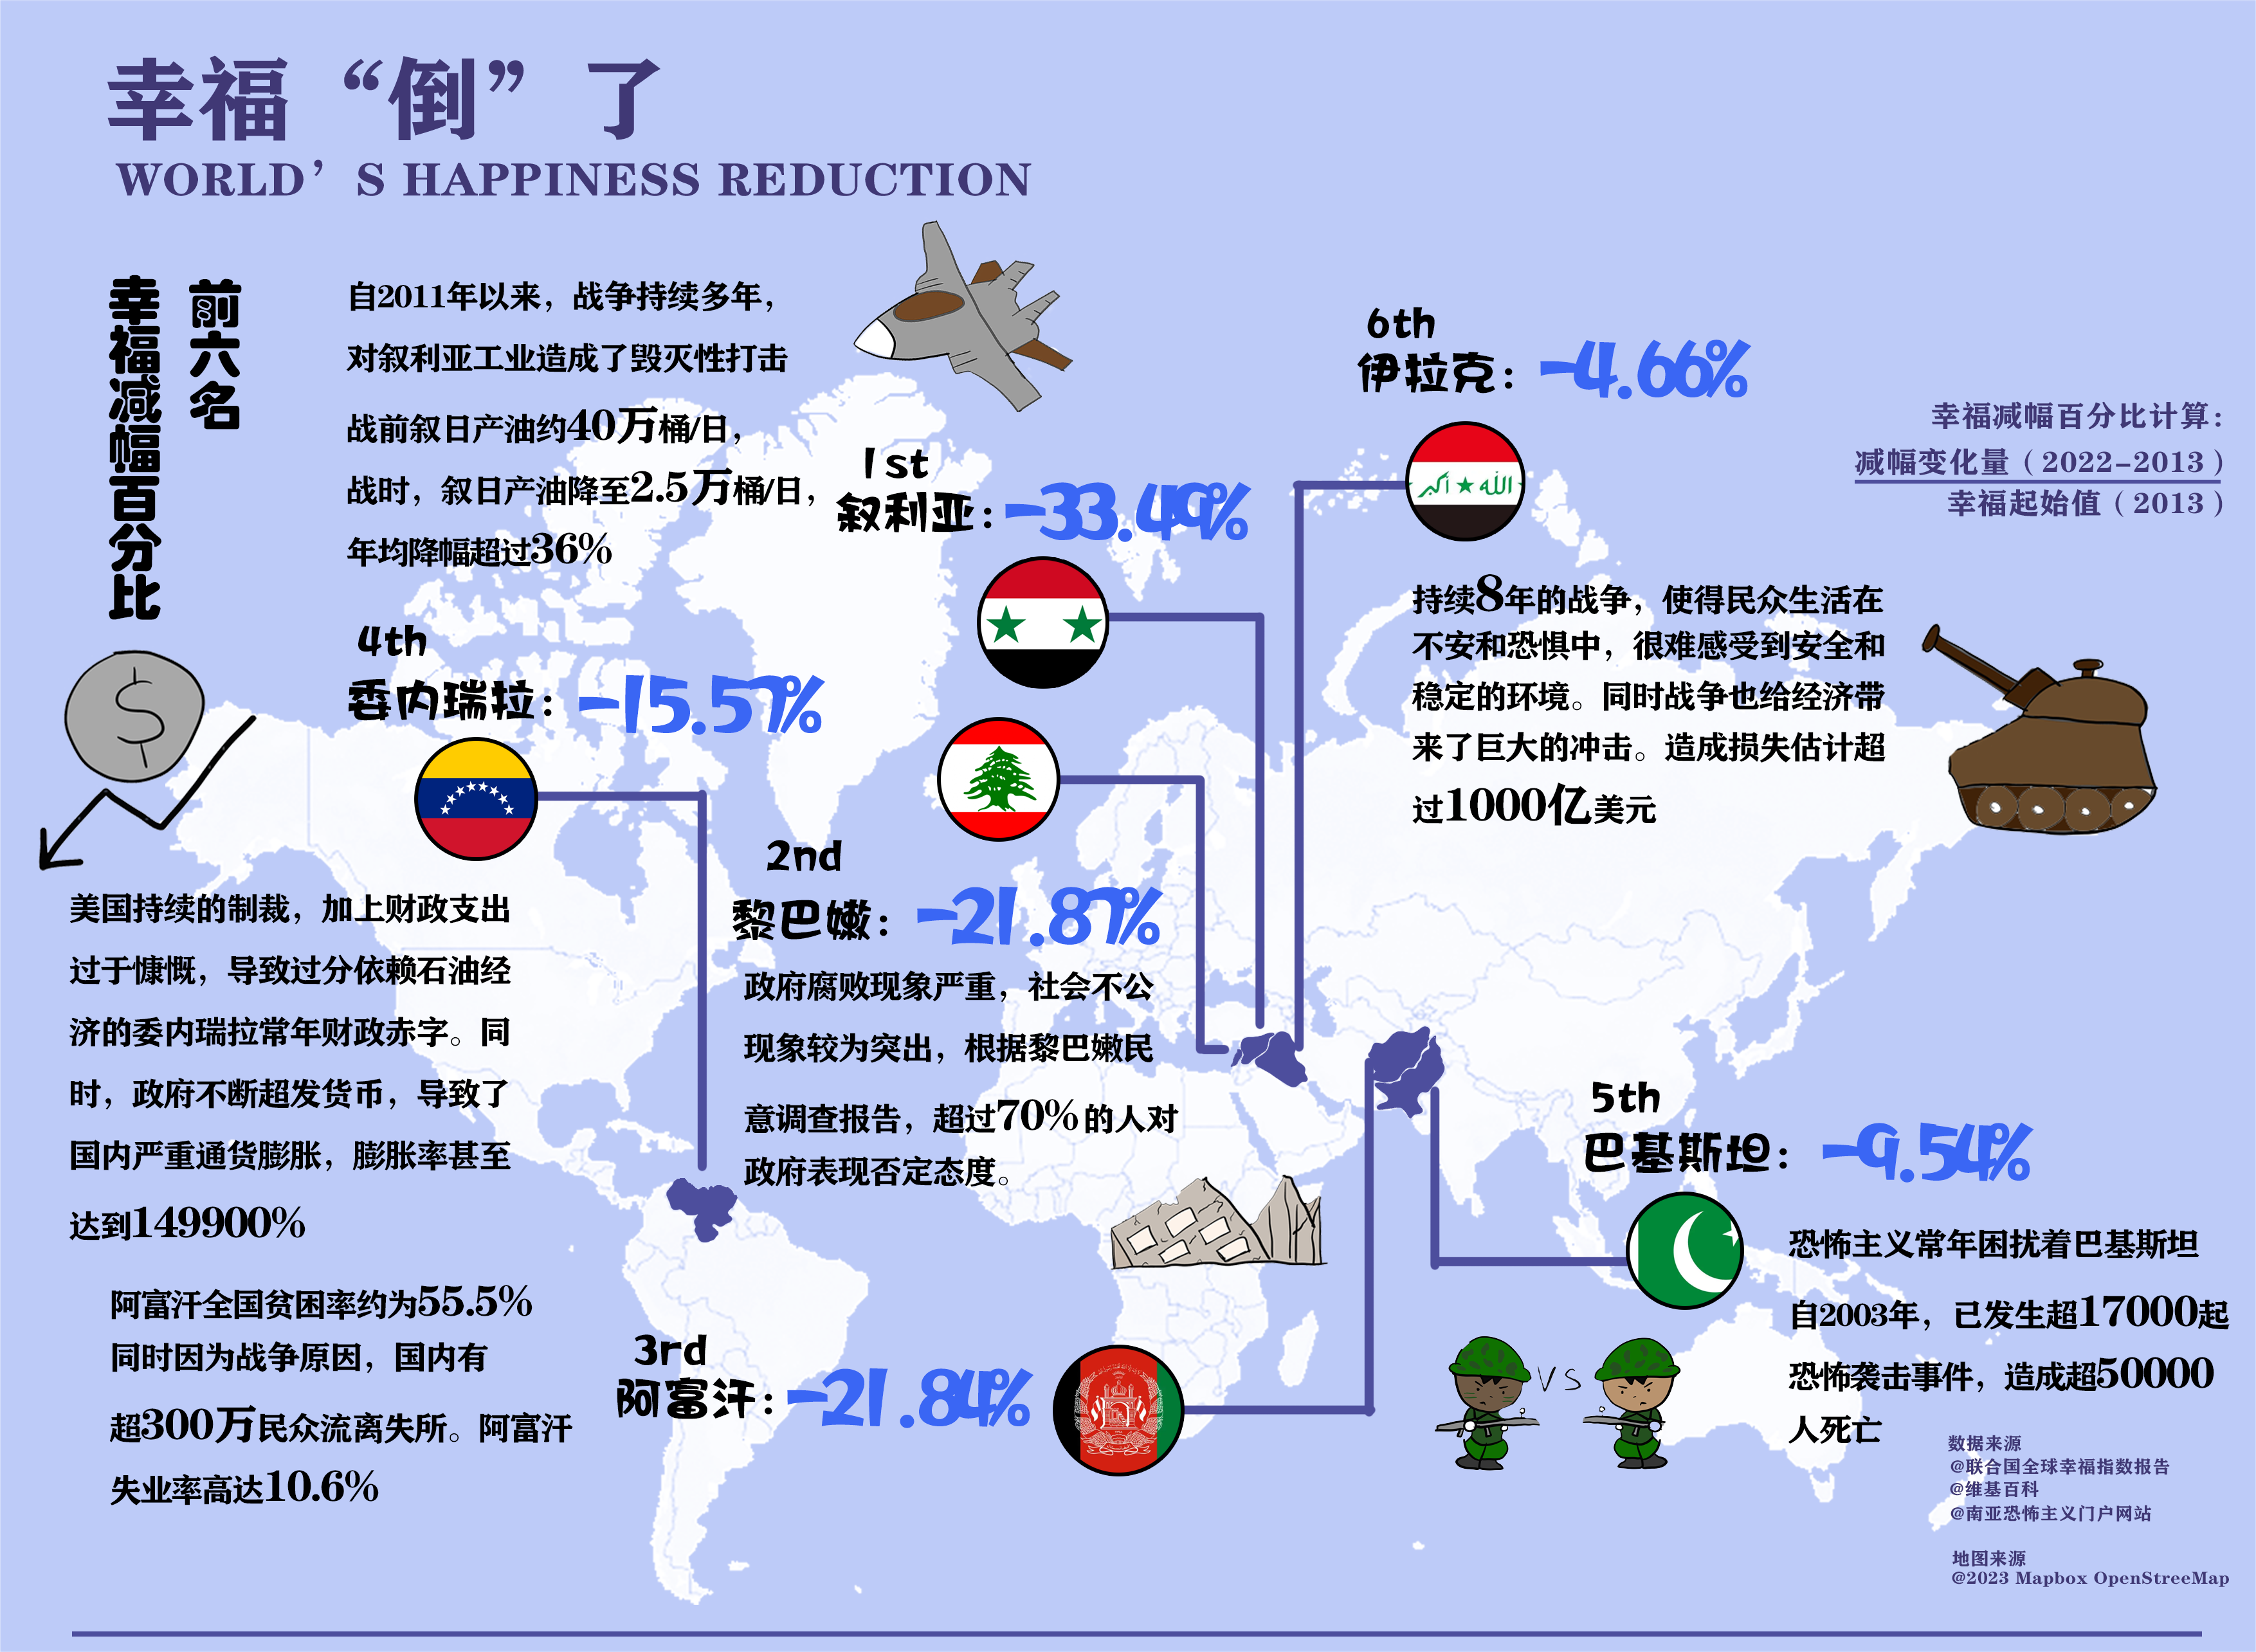 幸福“倒”了
WORLD’S HAPPINESS REDUCTION
前六名
幸福减幅百分比
自2011年以来，战争持续多年，
对叙利亚工业造成了毁灭性打击
战前叙日产油约40万桶/日，
战时，叙日产油降至2.5万桶/日，
年均降幅超过36%
1st
叙利亚：-33.49%
6th
伊拉克：-4.66%
الله ★ اكبر
幸福减幅百分比计算：
减幅变化量（2022-2013）
幸福起始值（2013）
持续8年的战争，使得民众生活在
不安和恐惧中，很难感受到安全和
稳定的环境。同时战争也给经济带
来了巨大的冲击。造成损失估计超
过1000亿美元
4th
委内瑞拉：-15.57%
$
美国持续的制裁，加上财政支出
过于慷慨，导致过分依赖石油经
济的委内瑞拉常年财政赤字。同
时，政府不断超发货币，导致了
国内严重通货膨胀，膨胀率甚至
达到149900%
2nd
黎巴嫩：-21.87%
政府腐败现象严重，社会不公
现象较为突出，根据黎巴嫩民
意调查报告，超过70%的人对
政府表现否定态度。
阿富汗全国贫困率约为55.5%
同时因为战争原因，国内有
超300万民众流离失所。阿富汗
失业率高达10.6%
3rd
阿富汗：-21.84%
5th
巴基斯坦：-9.54%
恐怖主义常年困扰着巴基斯坦
自2003年，已发生超17000起
恐怖袭击事件，造成超50000
人死亡
VS
数据来源
@联合国全球幸福指数报告
@维基百科
@南亚恐怖主义门户网站
地图来源
@2023 Mapbox OpenStreeMap